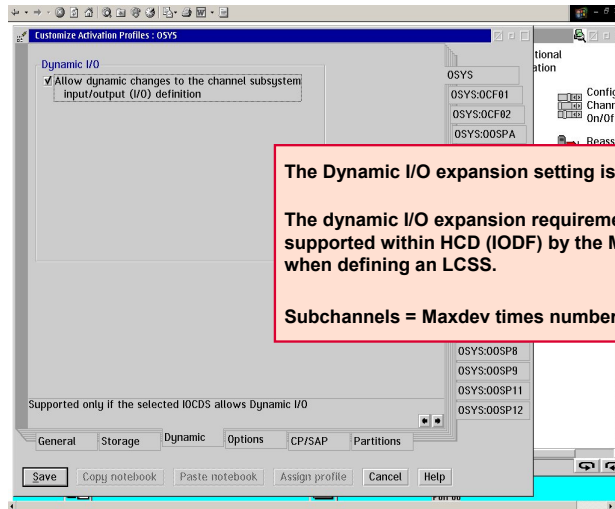 Customize Activation Profiles : OSYS
Dynamic I/O
Allow dynamic changes to the channel subsystem
input/output (I/O) definition
OSYS
OSYS:OCF01
OSYS:OCF02
OSYS:OOSPA
tional
ation
Config
Chann
On/Of
Reass
The Dynamic I/O expansion setting is
The dynamic I/O expansion requireme
supported within HCD (IODF) by the M
when defining an LCSS.
Subchannels = Maxdev times number
OSYS:OOSP8
OSYS:OOSP9
OSYS:OOSP11
OSYS:OOSP12
Supported only if the selected IOCDS allows Dynamic I/O
General Storage Dynamic Options CP/SAP Partitions
Save Copy notebook Paste notebook Assign profile Cancel Help